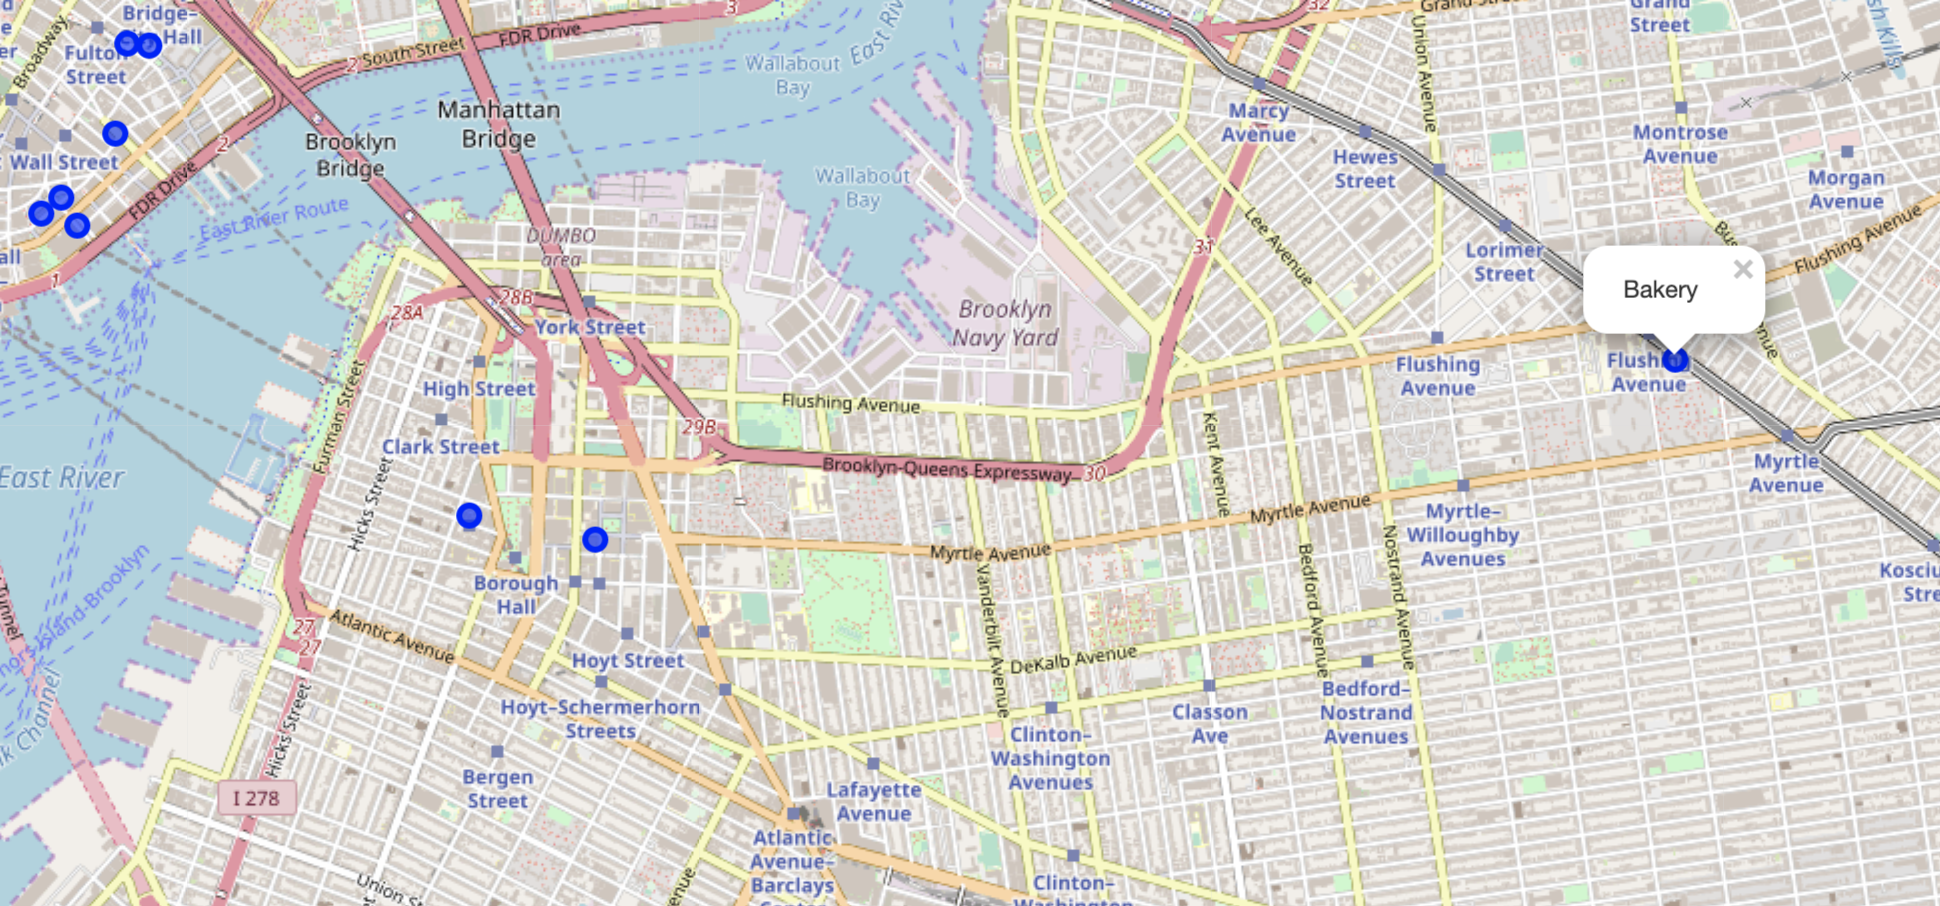 Bridge–
Hall
Broadway
Fulton
Street
South Street
FDR Drive
2
3
32
East River
Wallabout
Bay
Manhattan
Bridge
Brooklyn
Bridge
2
Wall Street
FDR Drive
East River Route
1
Wallabout
Bay
DUMBO
area
28A
28B
York Street
Brooklyn
Navy Yard
31
Lee Avenue
Marcy
Avenue
Hewes
Street
Union Avenue
Grand
Street
Montrose
Avenue
Morgan
Avenue
Lorimer
Street
Flushing Avenue
Bakery
×
Avenue
Flushing
Avenue
High Street
Clark Street
Furman Street
Hicks Street
29B
Flushing Avenue
Brooklyn-Queens Expressway
30
Kent Avenue
Myrtle
Avenue
East River
Myrtle Avenue
Myrtle Avenue
Myrtle–
Willoughby
Avenues
Borough
Hall
Vanderbilt Avenue
Bedford Avenue
Nostrand Avenue
Atlantic Avenue
27
27
Hoyt Street
DeKalb Avenue
Hoyt–Schermerhorn
Streets
Hicks Street
Bergen
Street
Clinton–
Washington
Avenues
Classon
Ave
Bedford–
Nostrand
Avenues
I 278
Lafayette
Avenue
Atlantic
Avenue–
Barclays
Clinton–
Washington
Union St